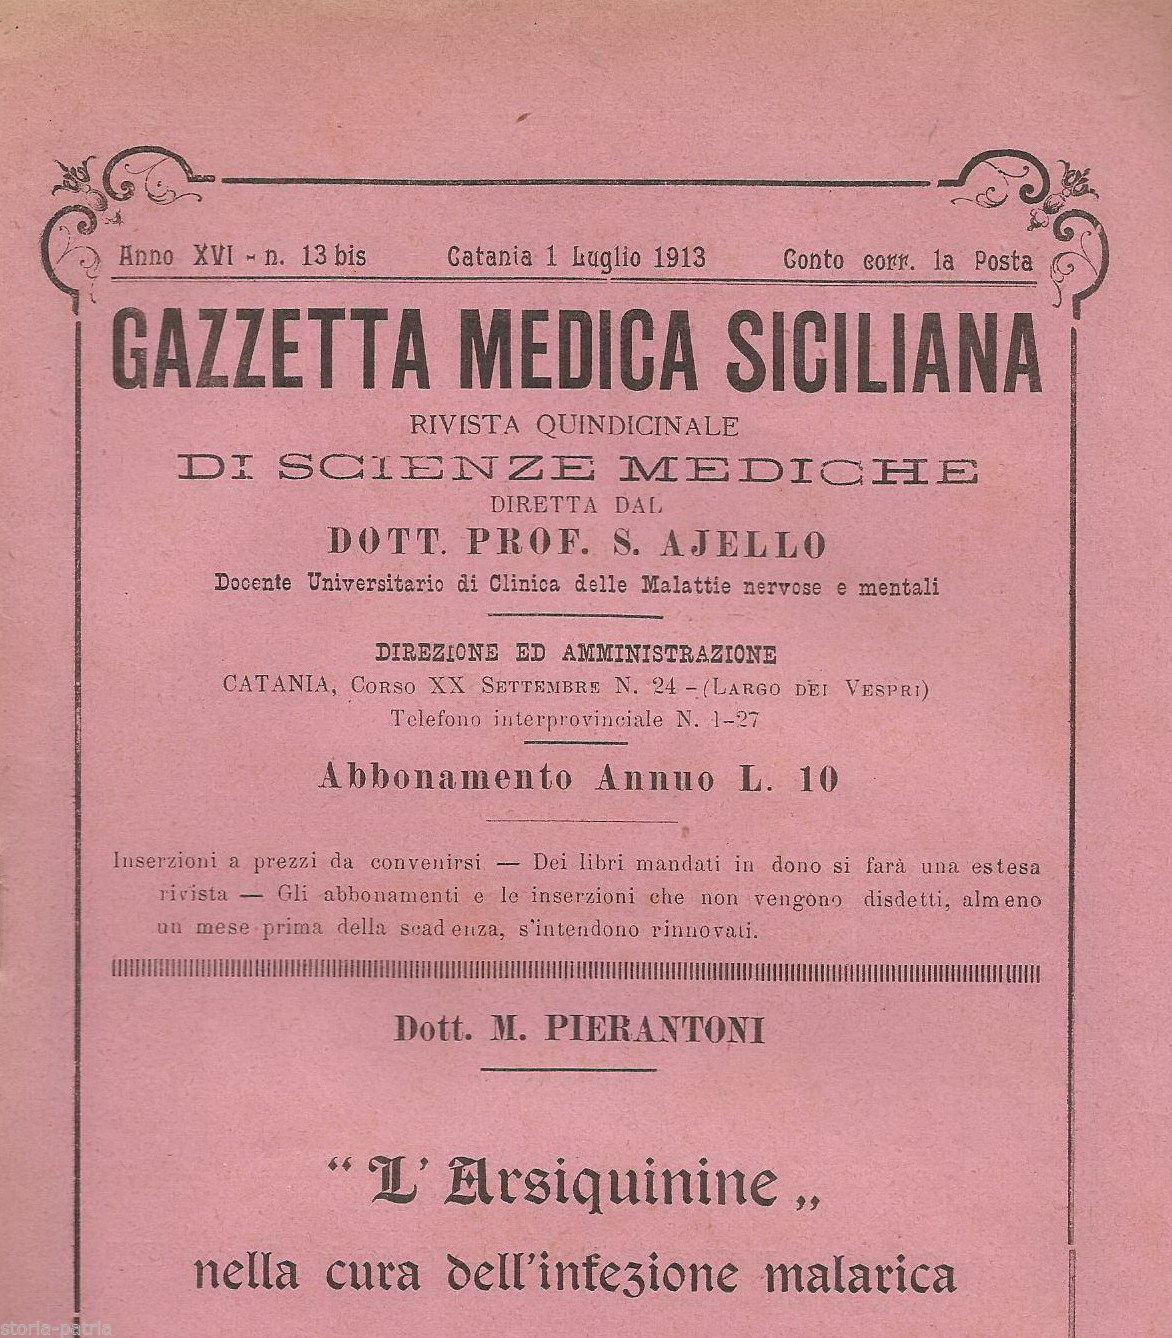 Anno XVI - n. 13 bis Catania 1 Luglio 1913 Conto corr. la Posta
GAZZETTA MEDICA SICILIANA
RIVISTA QUINDICINALE
DI SCIENZE MEDICHE
DIRETTA DAL
DOTT. PROF. S. AJELLO
Docente Universitario di Clinica delle Malattie nervose e mentali
DIREZIONE ED AMMINISTRAZIONE
CATANIA, CORSO XX SETTEMBRE N. 24 - (LARGO DEI VESPRI)
Telefono interprovinciale N. 1-27
Abbonamento Annuo L. 10
Inserzioni a prezzi da convenirsi — Dei libri mandati in dono si farà una estesa
rivista — Gli abbonamenti e le inserzioni che non vengono disdetti, almeno
un mese prima della scadenza, s'intendono rinnovati.
Dott. M. PIERANTONI
“L' Arsiquinine „
nella cura dell'infezione malarica
storia-patria